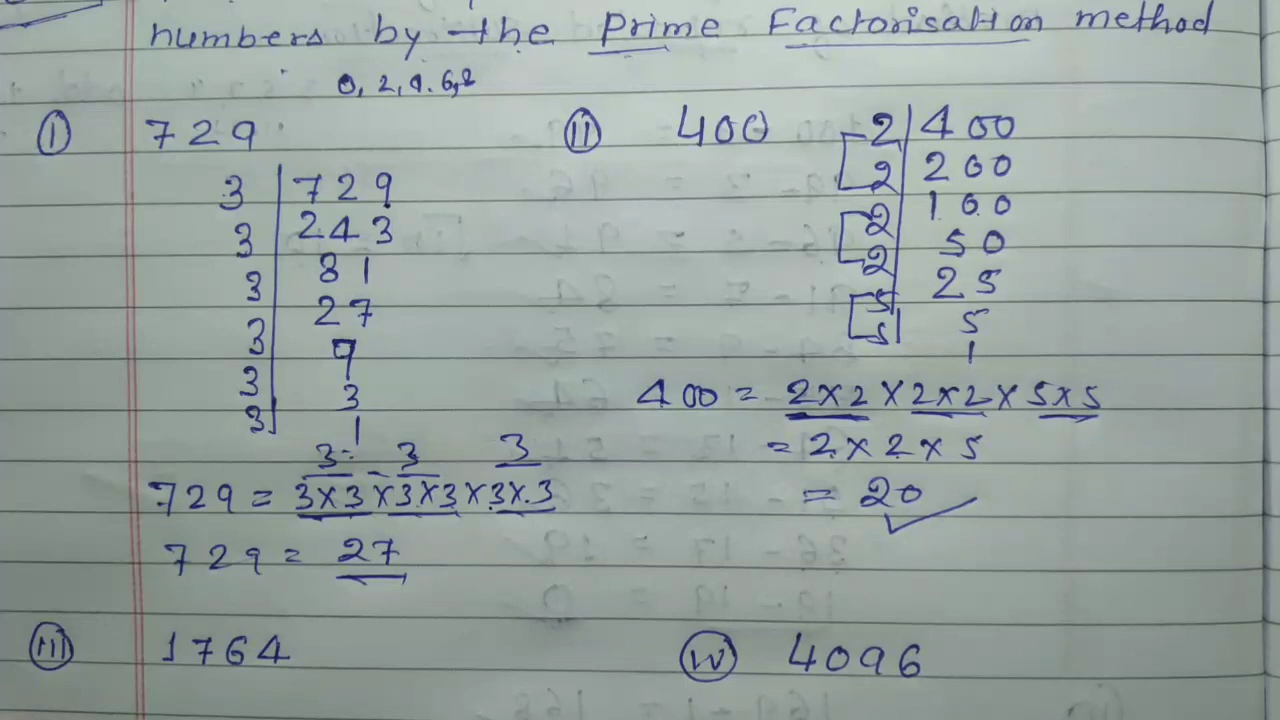 numbers by the Prime Factorisation method
0, 2, 4, 6, 8
(I) 729
3 | 729
3 | 243
3 | 81
3 | 27
3 | 9
3 | 3
1
3 3 3
729 = 3×3×3×3×3×3
729 = 27
(II) 400
2 | 400
2 | 200
2 | 100
2 | 50
5 | 25
5 | 5
1
400 = 2×2×2×2×5×5
= 2×2×5
= 20
(III) 1764
(IV) 4096